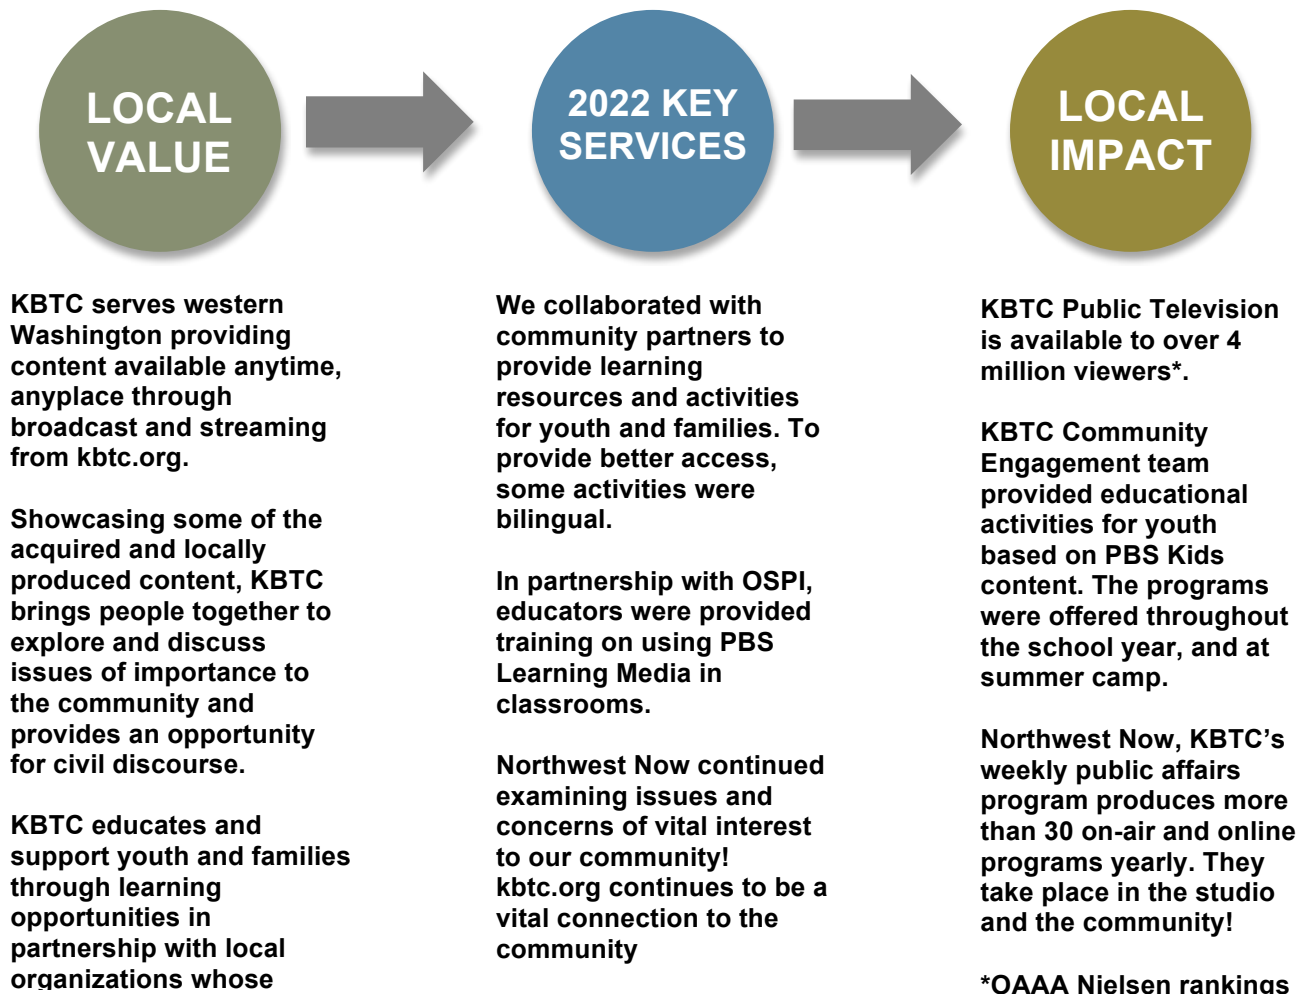 LOCAL
VALUE
2022 KEY
SERVICES
LOCAL
IMPACT
KBTC serves western
Washington providing
content available anytime,
anyplace through
broadcast and streaming
from kbtc.org.
Showcasing some of the
acquired and locally
produced content, KBTC
brings people together to
explore and discuss
issues of importance to
the community and
provides an opportunity
for civil discourse.
KBTC educates and
support youth and families
through learning
opportunities in
partnership with local
organizations whose
We collaborated with
community partners to
provide learning
resources and activities
for youth and families. To
provide better access,
some activities were
bilingual.
In partnership with OSPI,
educators were provided
training on using PBS
Learning Media in
classrooms.
Northwest Now continued
examining issues and
concerns of vital interest
to our community!
kbtc.org continues to be a
vital connection to the
community
KBTC Public Television
is available to over 4
million viewers*.
KBTC Community
Engagement team
provided educational
activities for youth
based on PBS Kids
content. The programs
were offered throughout
the school year, and at
summer camp.
Northwest Now, KBTC’s
weekly public affairs
program produces more
than 30 on-air and online
programs yearly. They
take place in the studio
and the community!
*OAAA Nielsen rankings